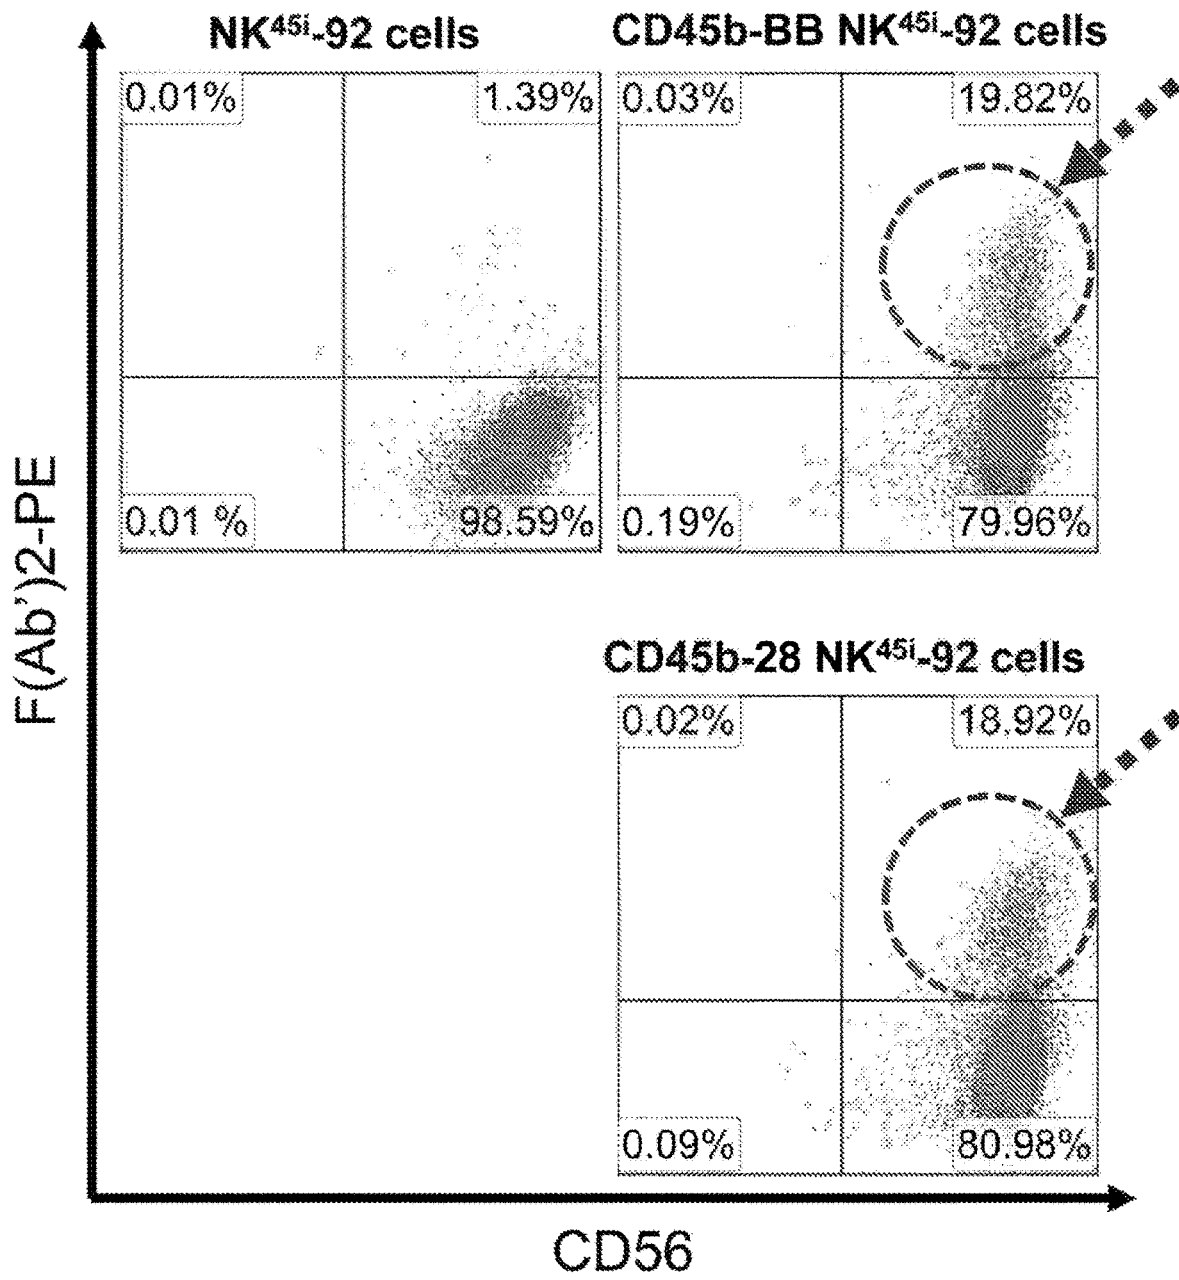 NK⁴⁵ⁱ-92 cells
CD45b-BB NK⁴⁵ⁱ-92 cells
0.01%
1.39%
0.03%
19.82%
0.01 %
98.59%
0.19%
79.96%
F(Ab')2-PE
CD45b-28 NK⁴⁵ⁱ-92 cells
0.02%
18.92%
0.09%
80.98%
CD56